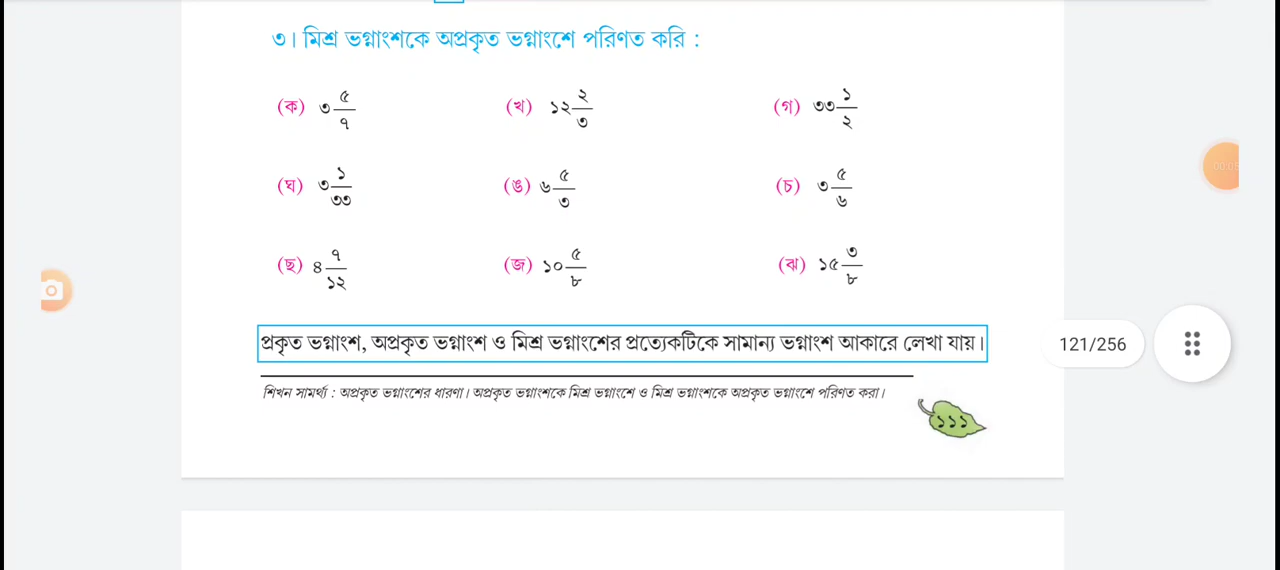 ৩। মিশ্র ভগ্নাংশকে অপ্রকৃত ভগ্নাংশে পরিণত করি :
(ক) ৩ ৫/৭ (খ) ১২ ২/৩ (গ) ৩৩ ১/২
(ঘ) ৩ ১/৩৩ (ঙ) ৬ ৫/৩ (চ) ৩ ৫/৬
(ছ) ৪ ৭/১২ (জ) ১০ ৫/৮ (ঝ) ১৫ ৩/৮
প্রকৃত ভগ্নাংশ, অপ্রকৃত ভগ্নাংশ ও মিশ্র ভগ্নাংশের প্রত্যেকটিকে সামান্য ভগ্নাংশ আকারে লেখা যায়।
121/256
শিখন সামর্থ্য : অপ্রকৃত ভগ্নাংশের ধারণা। অপ্রকৃত ভগ্নাংশকে মিশ্র ভগ্নাংশে ও মিশ্র ভগ্নাংশকে অপ্রকৃত ভগ্নাংশে পরিণত করা।
১১১